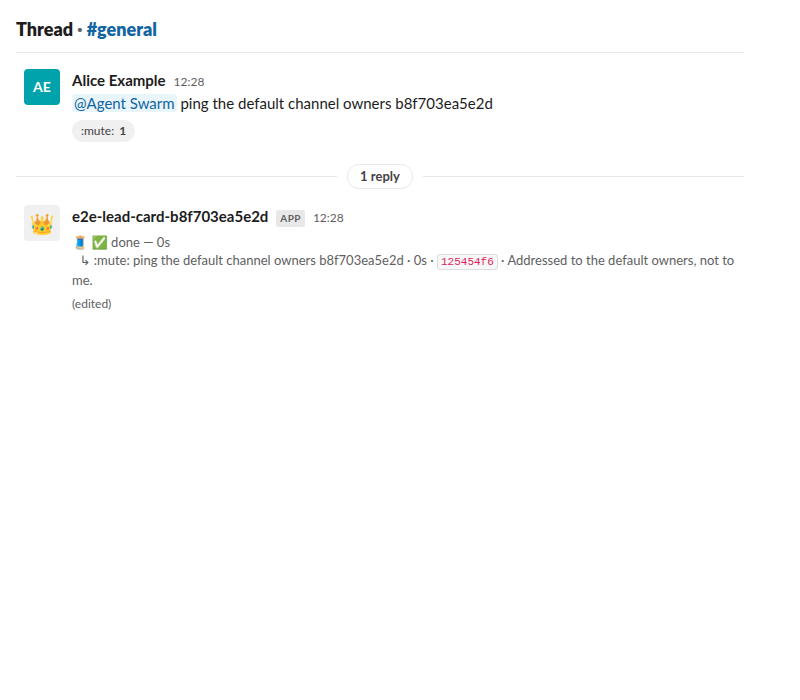 Thread • #general
AE
Alice Example 12:28
@Agent Swarm ping the default channel owners b8f703ea5e2d
:mute: 1
1 reply
e2e-lead-card-b8f703ea5e2d APP 12:28
🧵 ✅ done — 0s
↳ :mute: ping the default channel owners b8f703ea5e2d · 0s · 125454f6 · Addressed to the default owners, not to
me.
(edited)